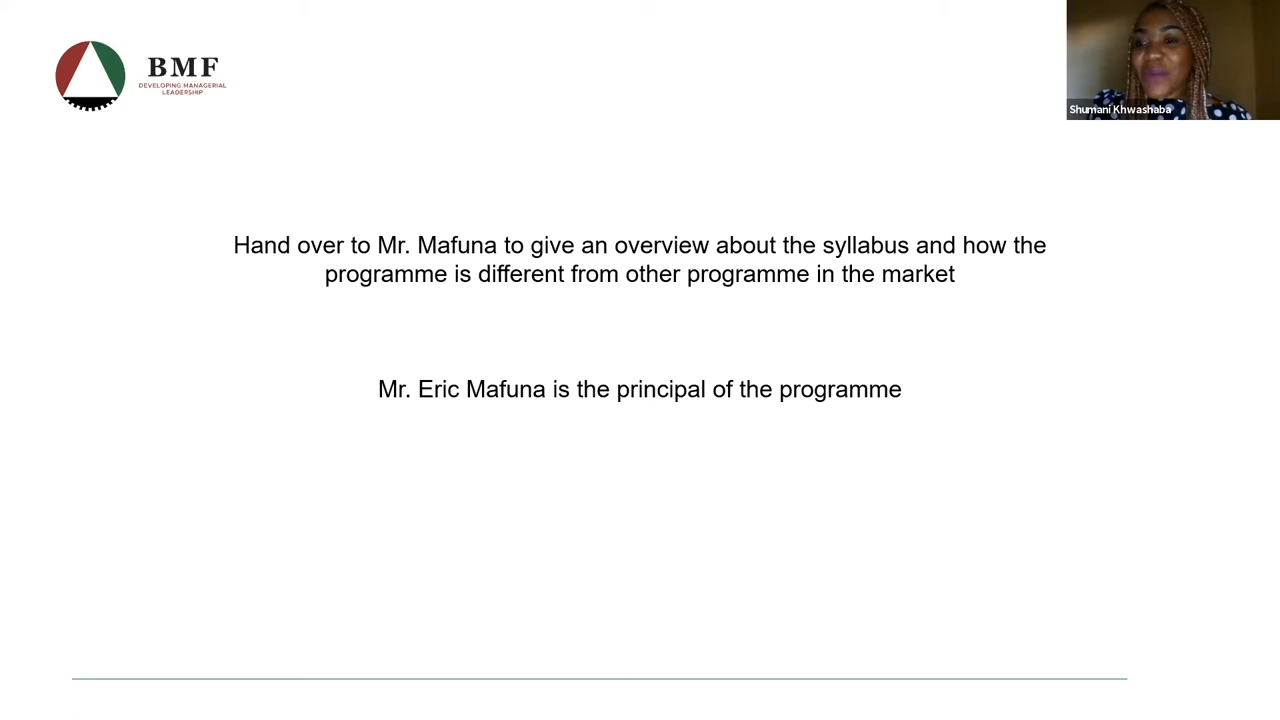 BMF
DEVELOPING MANAGERIAL
LEADERSHIP
Shumani Khwashaba
Hand over to Mr. Mafuna to give an overview about the syllabus and how the
programme is different from other programme in the market
Mr. Eric Mafuna is the principal of the programme